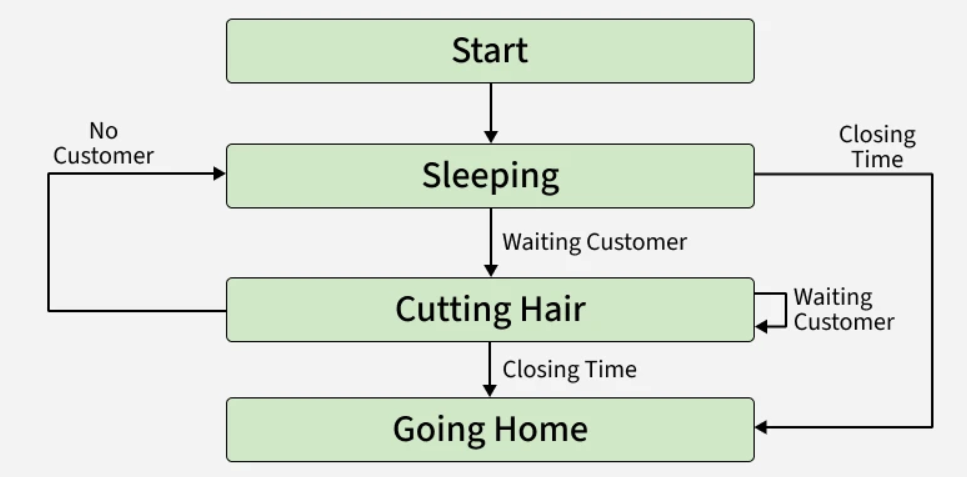 Start
No
Customer
Closing
Time
Sleeping
Waiting Customer
Cutting Hair
Waiting
Customer
Closing Time
Going Home